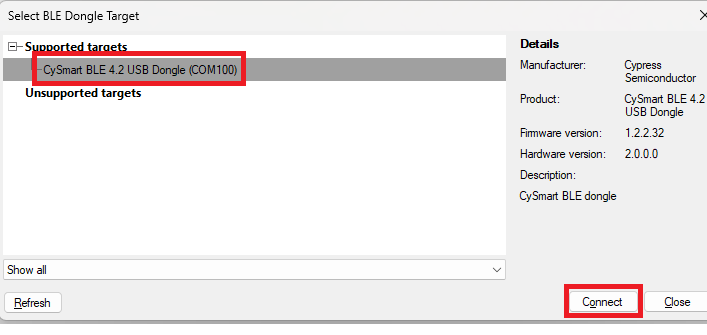 Select BLE Dongle Target
Supported targets
CySmart BLE 4.2 USB Dongle (COM100)
Unsupported targets
Show all
Refresh
Details
Manufacturer: Cypress
Semiconductor
Product: CySmart BLE 4.2
USB Dongle
Firmware version: 1.2.2.32
Hardware version: 2.0.0.0
Description:
CySmart BLE dongle
Connect
Close